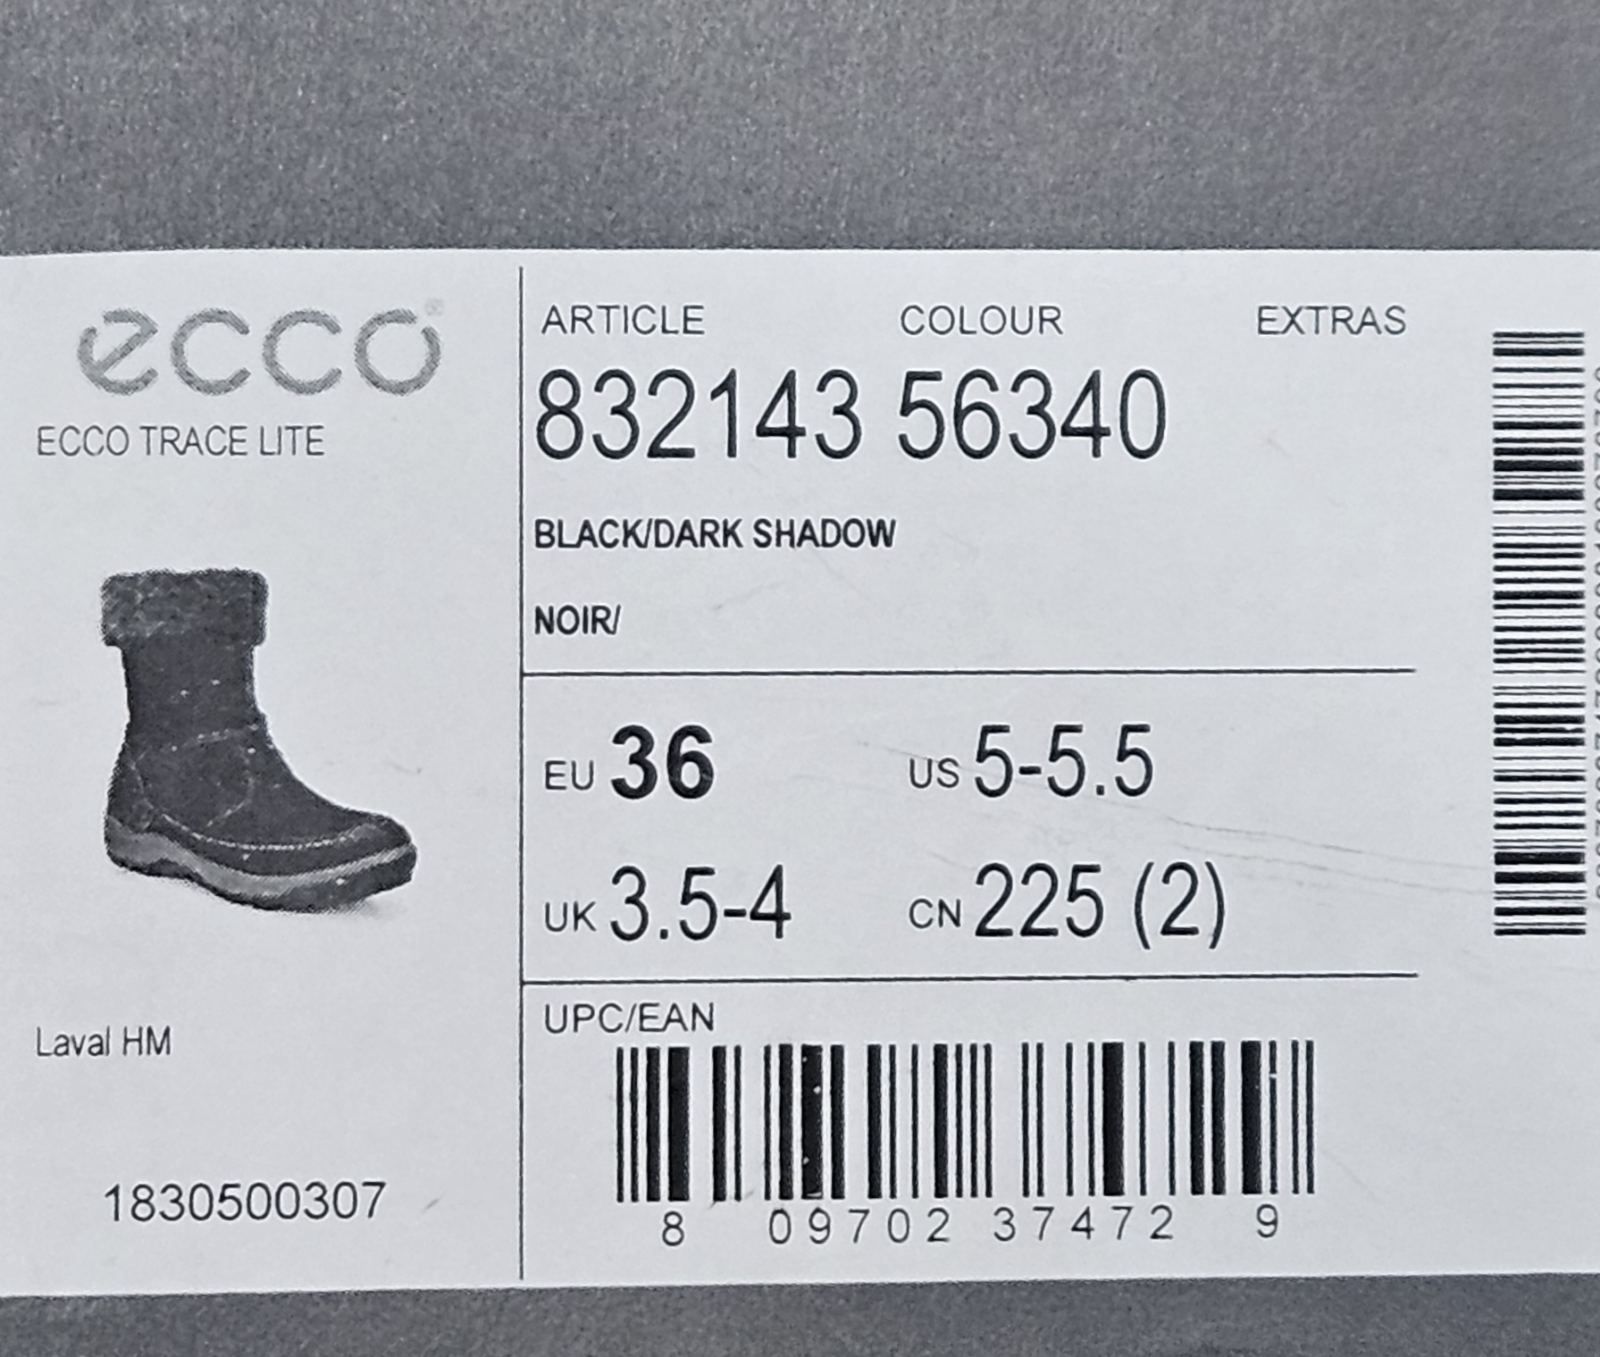 ecco®
ECCO TRACE LITE
Laval HM
1830500307
ARTICLE COLOUR EXTRAS
832143 56340
BLACK/DARK SHADOW
NOIR/
EU 36 US 5-5.5
UK 3.5-4 CN 225 (2)
UPC/EAN
8 09702 37472 9